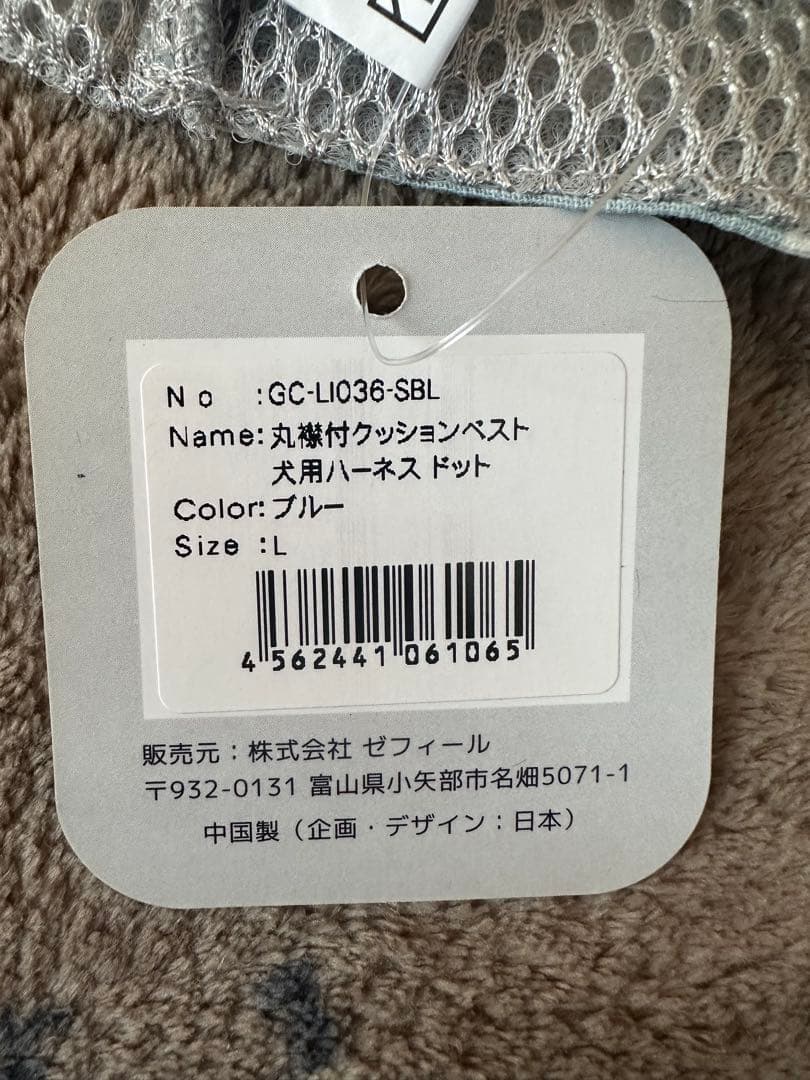 No :GC-LI036-SBL
Name:丸襟付クッションベスト
犬用ハーネス ドット
Color:ブルー
Size :L
4562441061065
販売元：株式会社 ゼフィール
〒932-0131 富山県小矢部市名畑5071-1
中国製（企画・デザイン：日本）